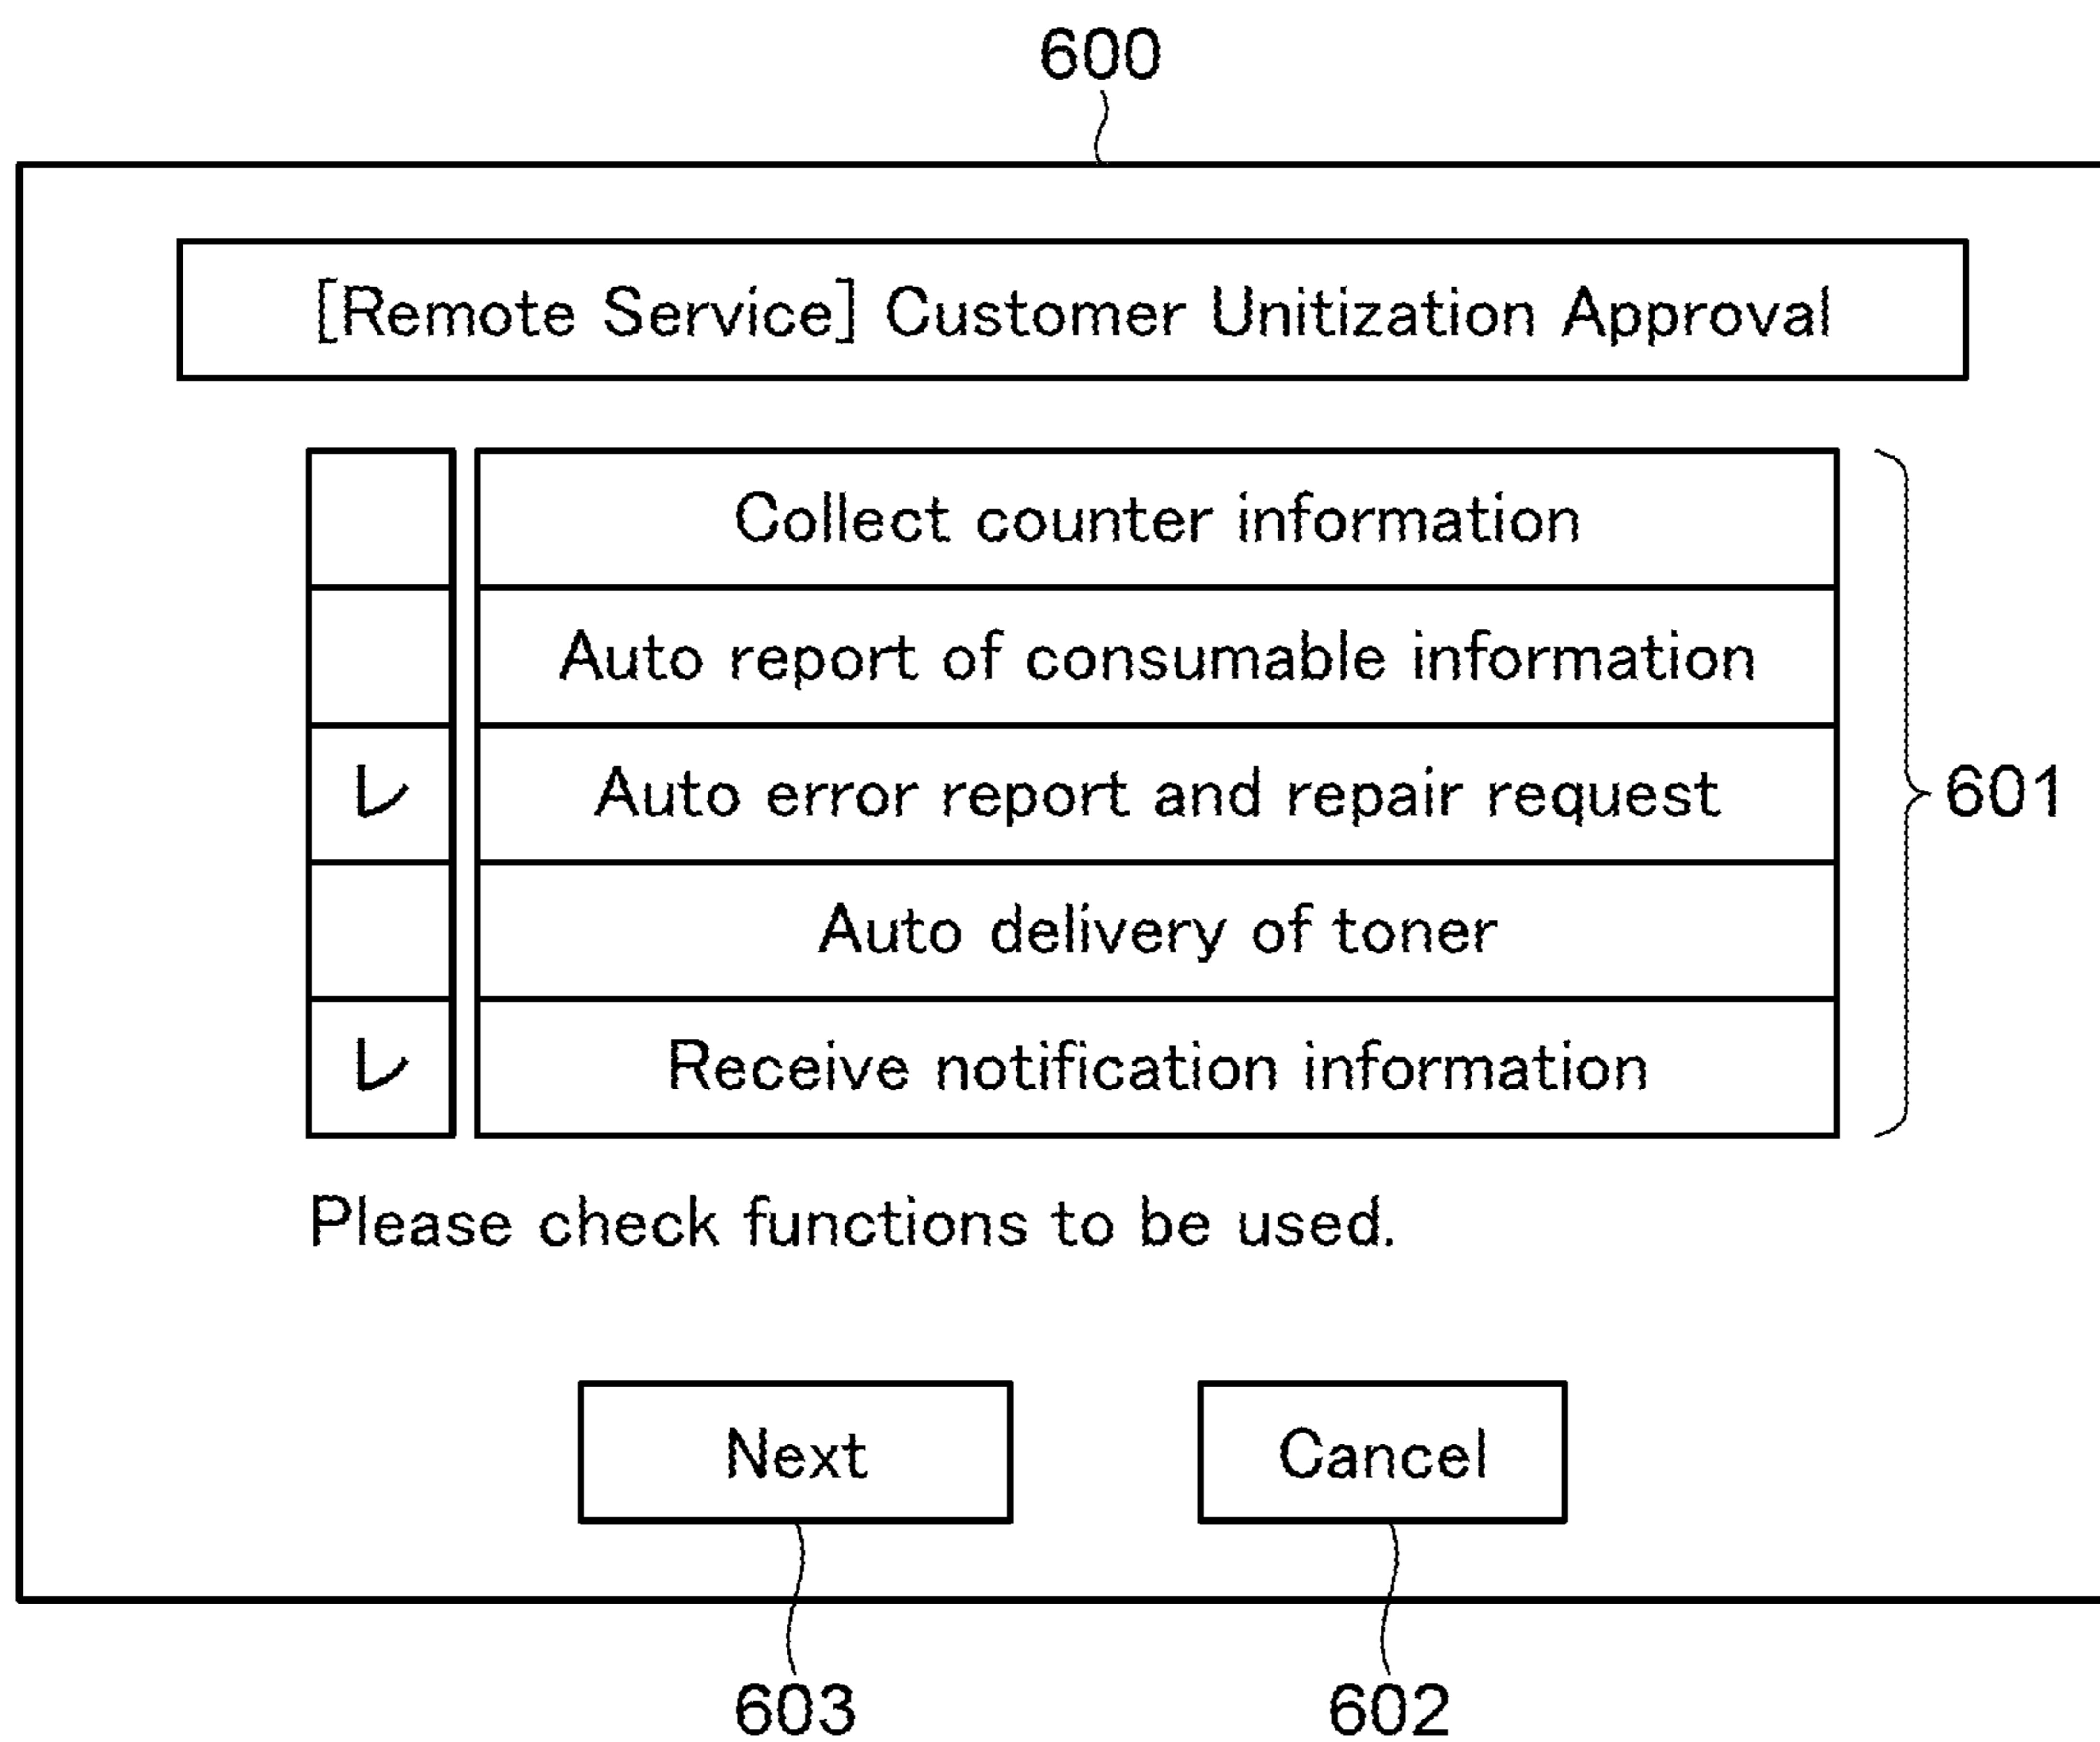 600
[Remote Service] Customer Unitization Approval
Collect counter information
Auto report of consumable information
Auto error report and repair request
601
Auto delivery of toner
Receive notification information
Please check functions to be used.
Next
Cancel
603
602